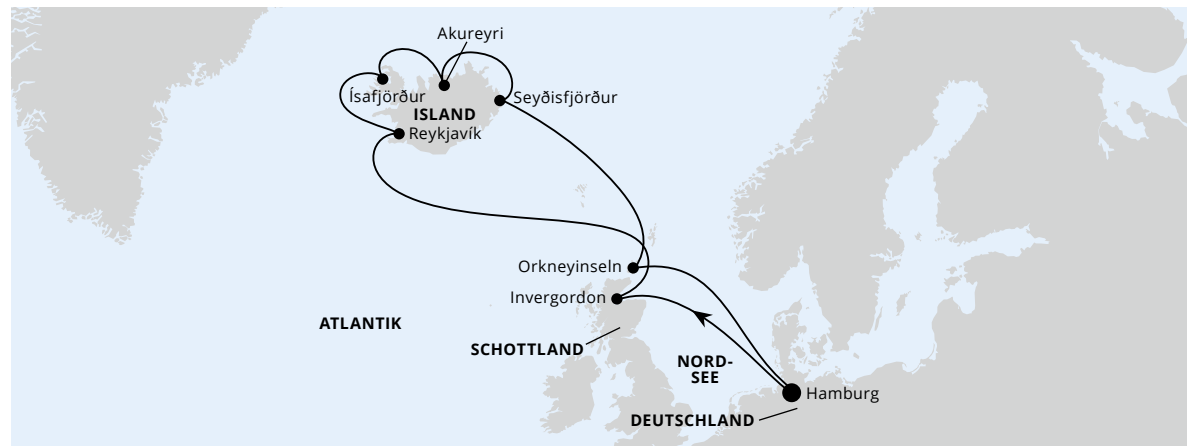 Akureyri
Ísafjörður
Seyðisfjörður
ISLAND
Reykjavík
Orkneyinseln
Invergordon
ATLANTIK
SCHOTTLAND
NORD-
SEE
Hamburg
DEUTSCHLAND